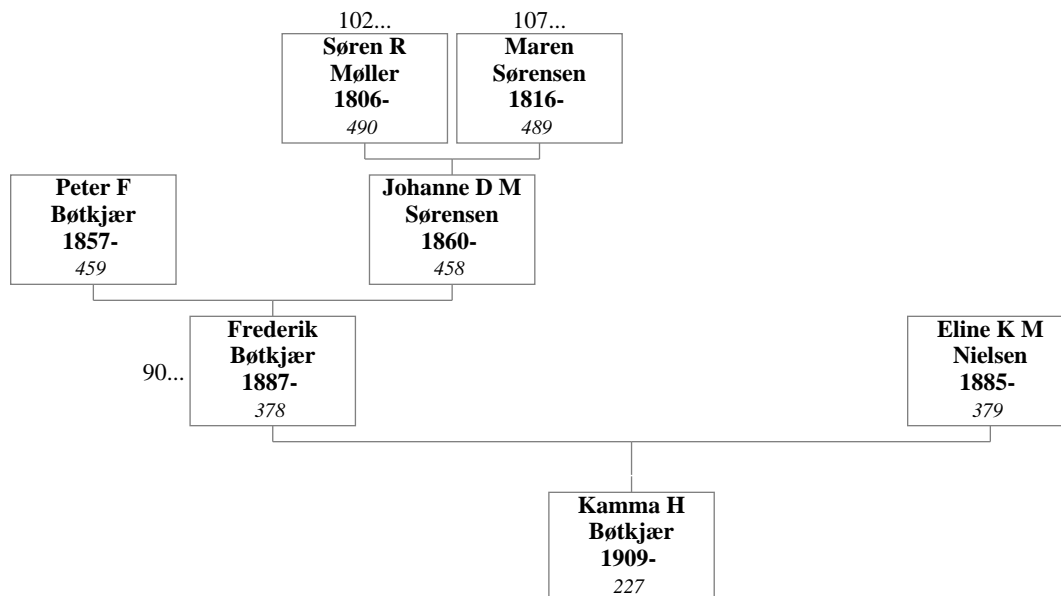 102...
107...
Søren R
Møller
1806-
490
Maren
Sørensen
1816-
489
Peter F
Bøtkjær
1857-
459
Johanne D M
Sørensen
1860-
458
90...
Frederik
Bøtkjær
1887-
378
Eline K M
Nielsen
1885-
379
Kamma H
Bøtkjær
1909-
227